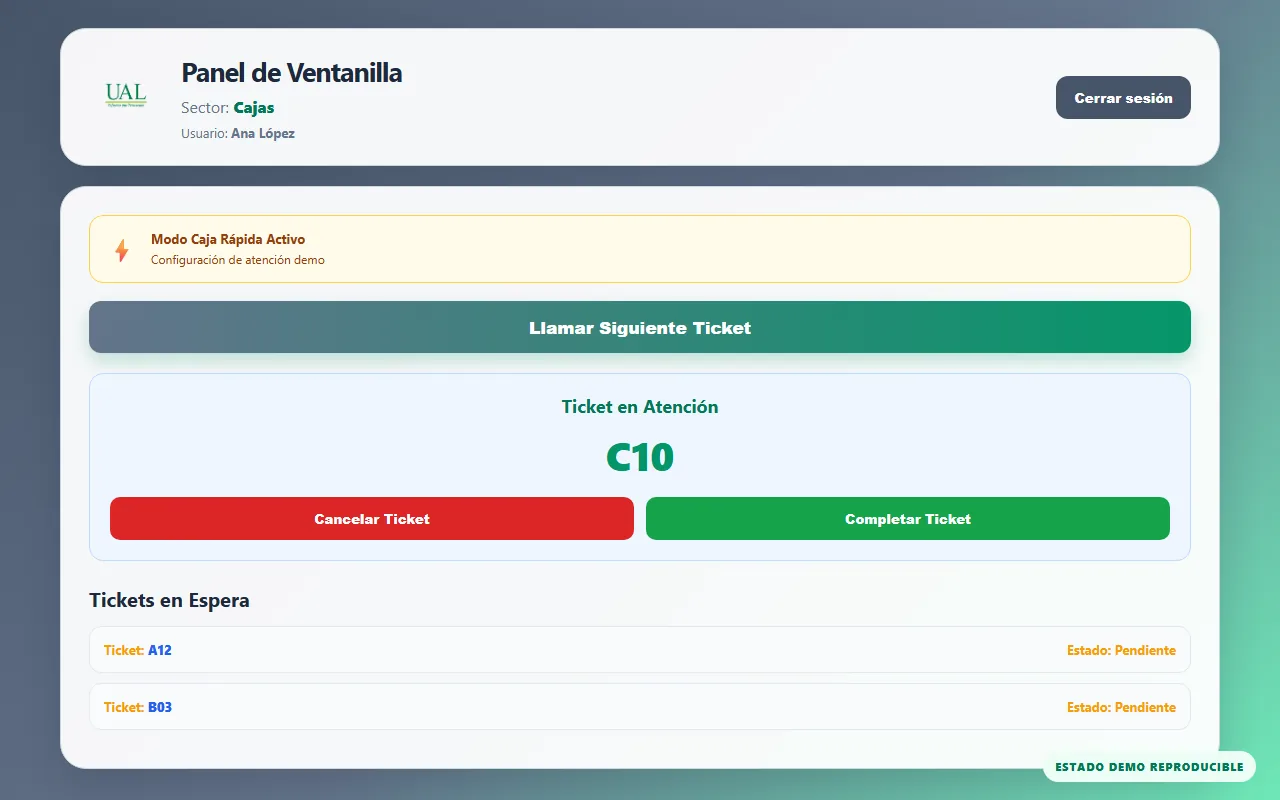 UAL
Panel de Ventanilla
Sector: Cajas
Usuario: Ana López
Cerrar sesión
Modo Caja Rápida Activo
Configuración de atención demo
Llamar Siguiente Ticket
Ticket en Atención
C10
Cancelar Ticket
Completar Ticket
Tickets en Espera
Ticket: A12
Estado: Pendiente
Ticket: B03
Estado: Pendiente
ESTADO DEMO REPRODUCIBLE